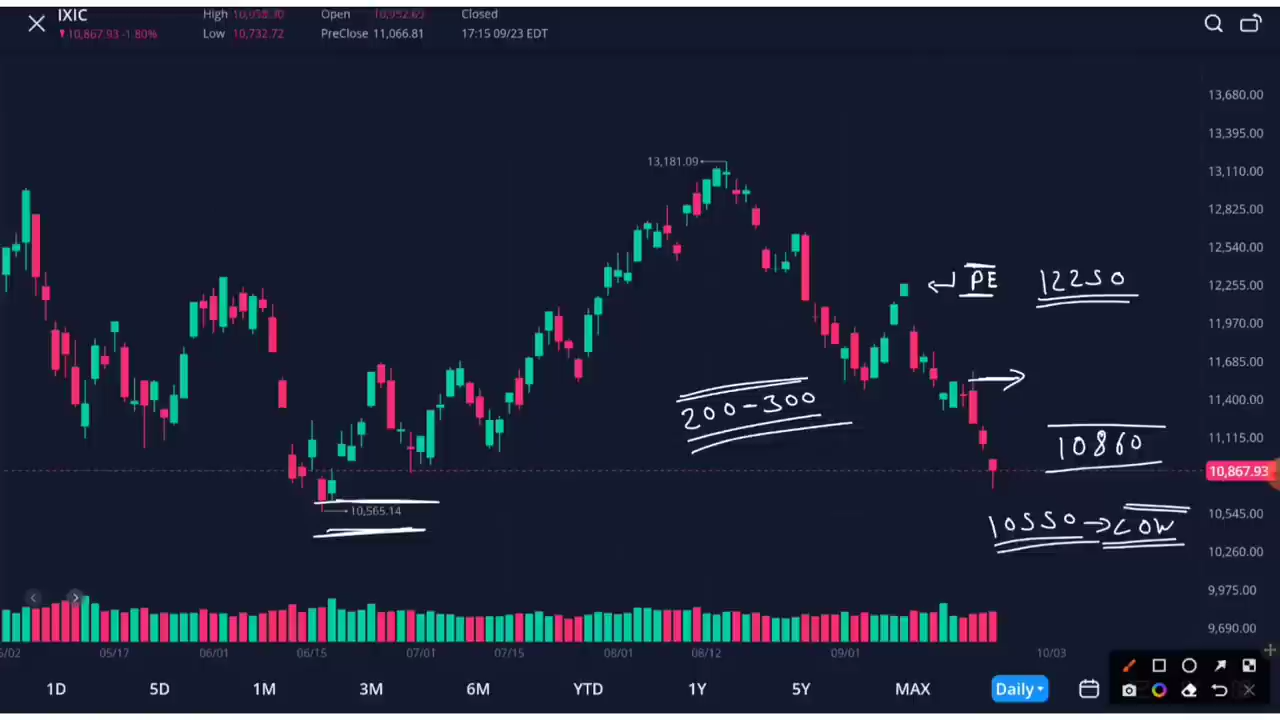 IXIC
▼10,867.93 -1.80%
High
Open
Closed
Low 10,732.72
PreClose 11,066.81
17:15 09/23 EDT
13,680.00
13,395.00
13,181.09
13,110.00
12,825.00
12,540.00
PE 12250
12,255.00
11,970.00
11,685.00
200-300
11,400.00
11,115.00
10860
10,867.93
10,565.14
10,545.00
10550 → LOW
10,260.00
9,975.00
9,690.00
05/17
06/01
06/15
07/01
07/15
08/01
08/12
09/01
10/03
1D 5D 1M 3M 6M YTD 1Y 5Y MAX Daily